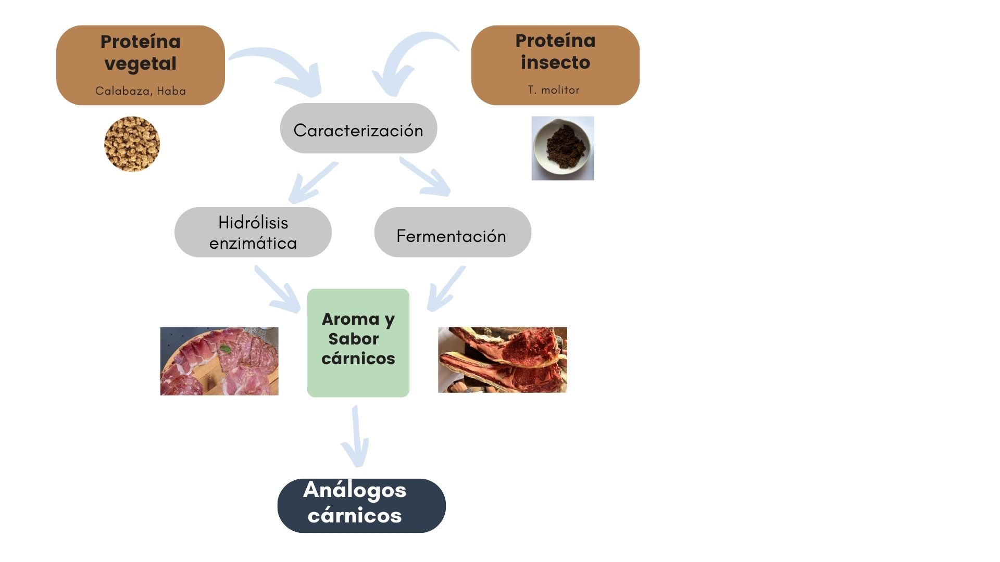 Proteína
vegetal
Calabaza, Haba
Proteína
insecto
T. molitor
Caracterización
Hidrólisis
enzimática
Fermentación
Aroma y
Sabor
cárnicos
Análogos
cárnicos